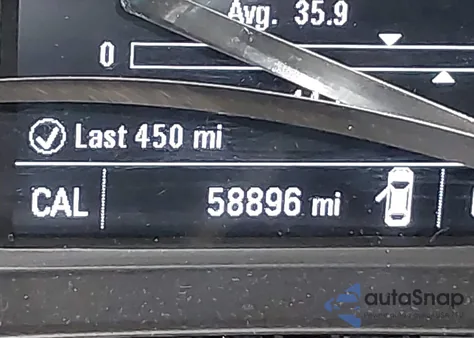 Avg. 35.9
0
Last 450 mi
CAL 58896 mi
autoSnap